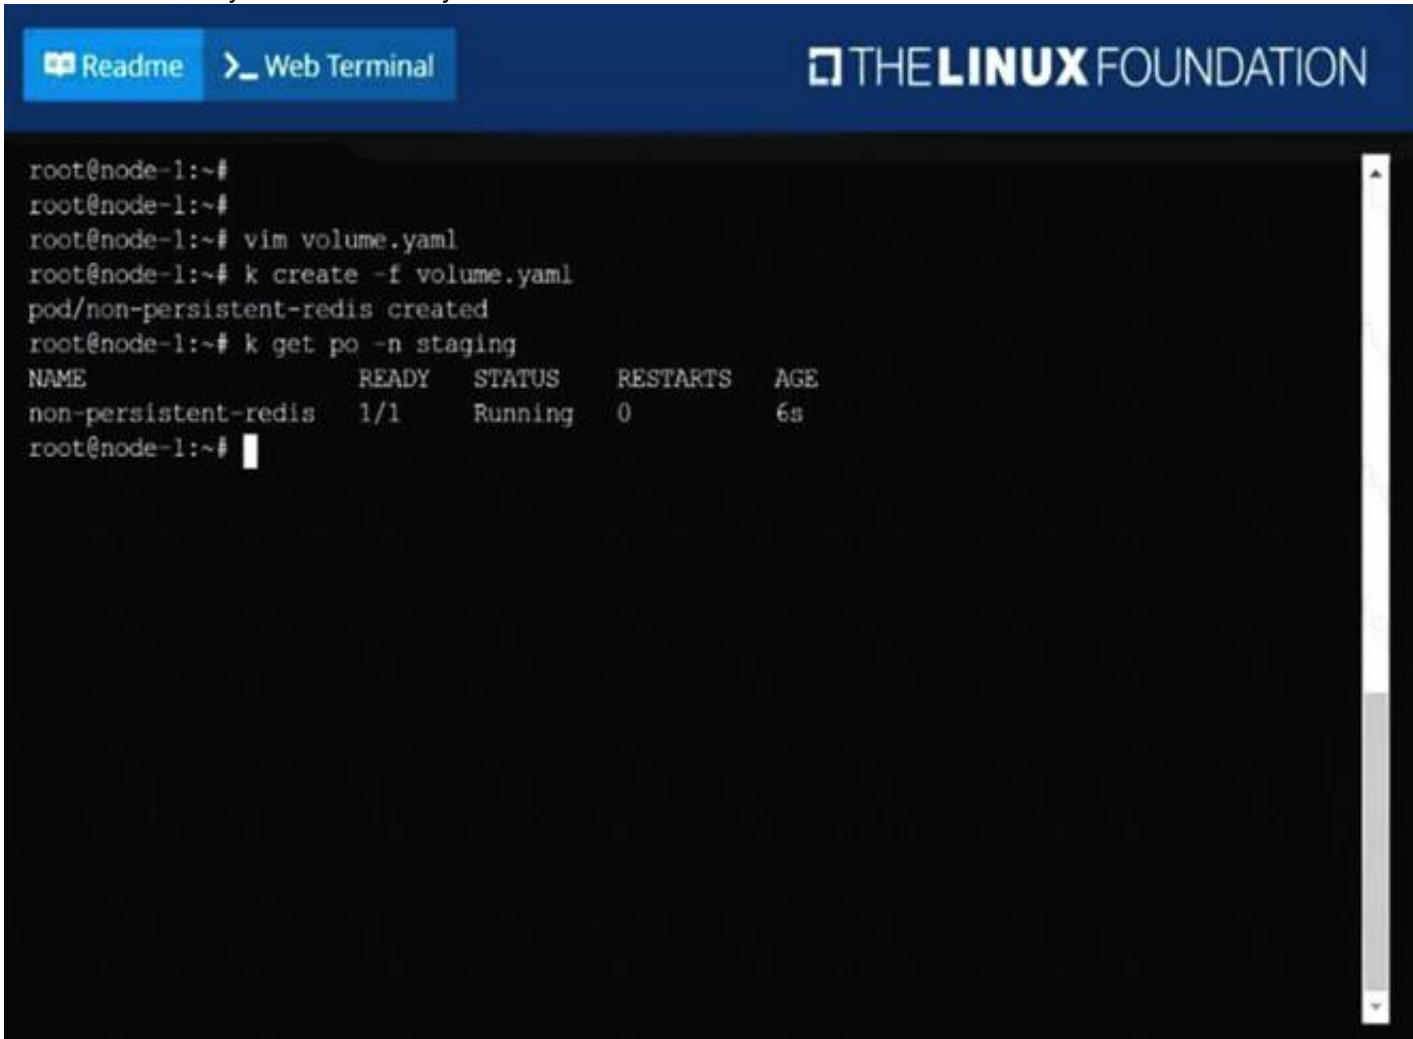 Readme >_ Web Terminal THE LINUX FOUNDATION
root@node-1:~#
root@node-1:~#
root@node-1:~# vim volume.yaml
root@node-1:~# k create -f volume.yaml
pod/non-persistent-redis created
root@node-1:~# k get po -n staging
NAME READY STATUS RESTARTS AGE
non-persistent-redis 1/1 Running 0 6s
root@node-1:~#